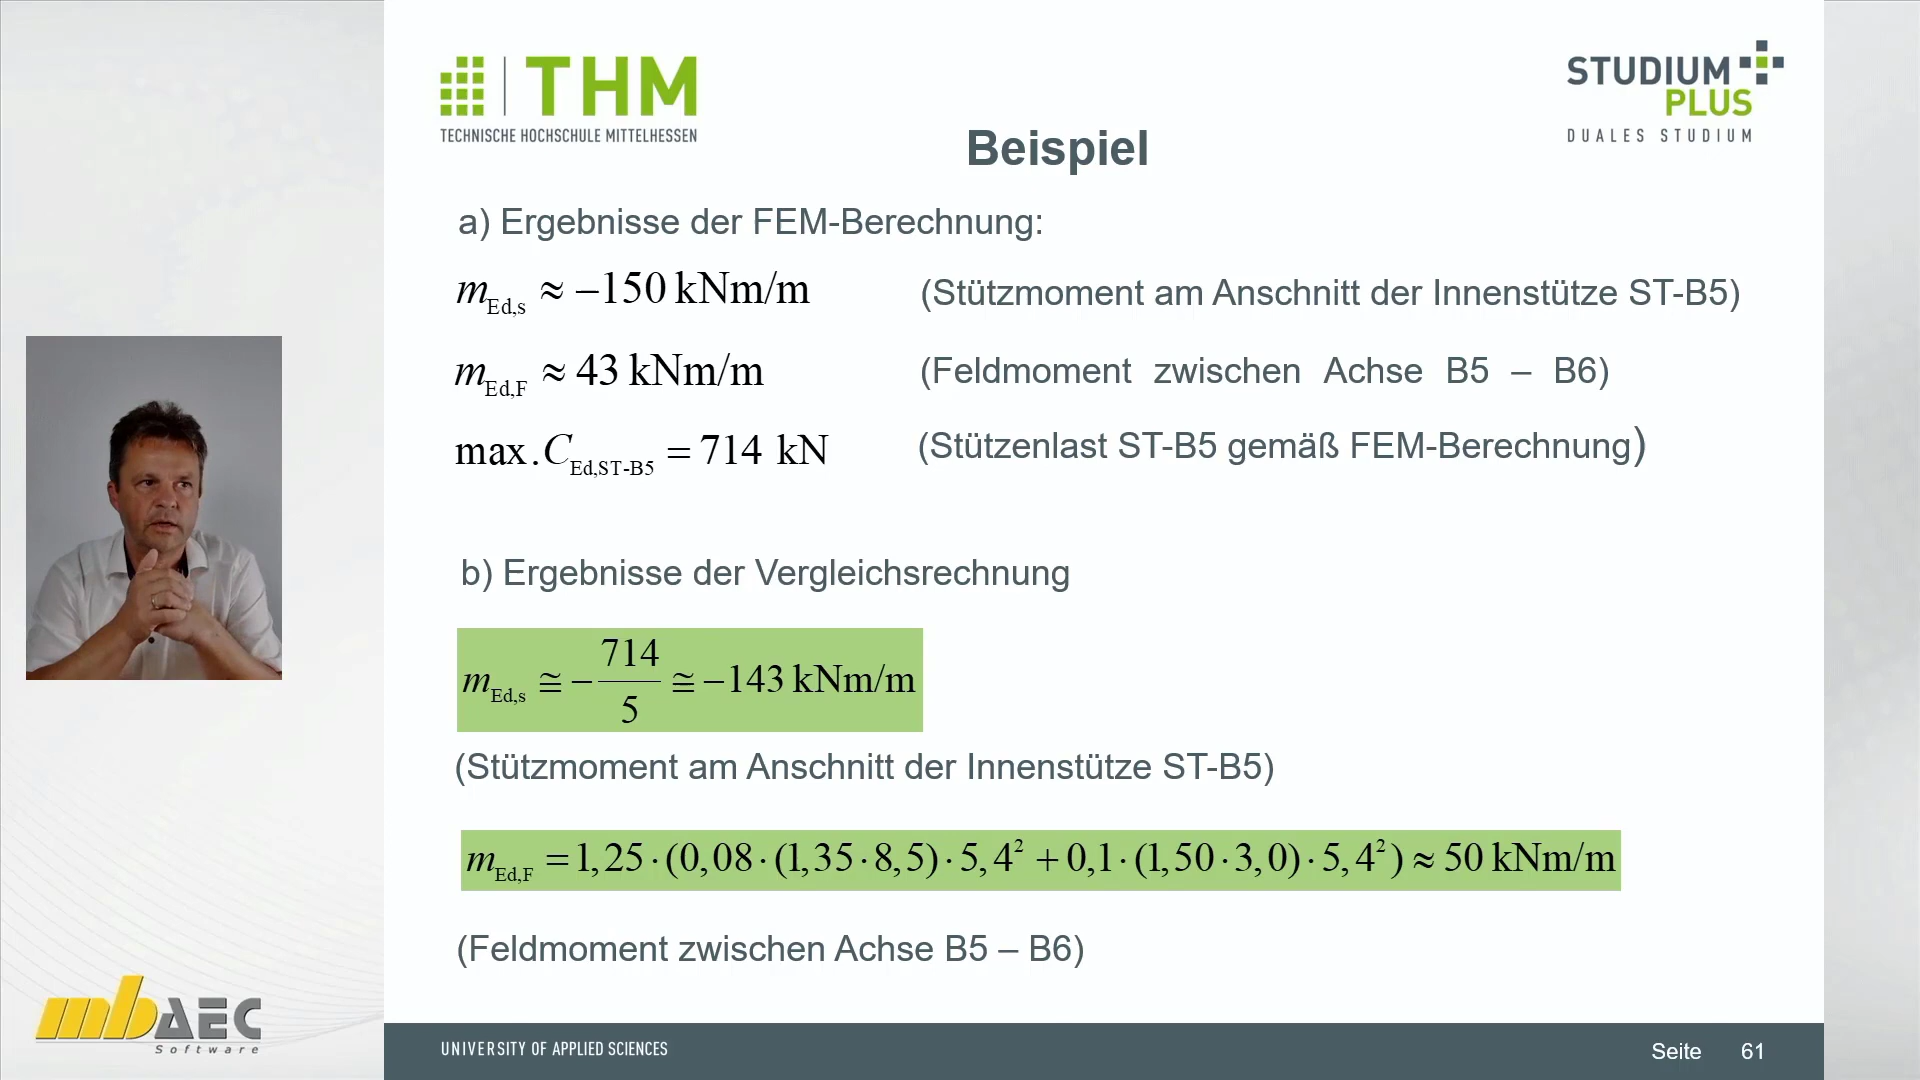 THM
TECHNISCHE HOCHSCHULE MITTELHESSEN
STUDIUM
PLUS
DUALES STUDIUM
Beispiel
a) Ergebnisse der FEM-Berechnung:
m_Ed,s ≈ −150 kNm/m (Stützmoment am Anschnitt der Innenstütze ST-B5)
m_Ed,F ≈ 43 kNm/m (Feldmoment zwischen Achse B5 – B6)
max. C_Ed,ST-B5 = 714 kN (Stützenlast ST-B5 gemäß FEM-Berechnung)
b) Ergebnisse der Vergleichsrechnung
m_Ed,s ≅ −714/5 ≅ −143 kNm/m
(Stützmoment am Anschnitt der Innenstütze ST-B5)
m_Ed,F = 1,25·(0,08·(1,35·8,5)·5,4² + 0,1·(1,50·3,0)·5,4²) ≈ 50 kNm/m
(Feldmoment zwischen Achse B5 – B6)
mb AEC
Software
UNIVERSITY OF APPLIED SCIENCES
Seite 61